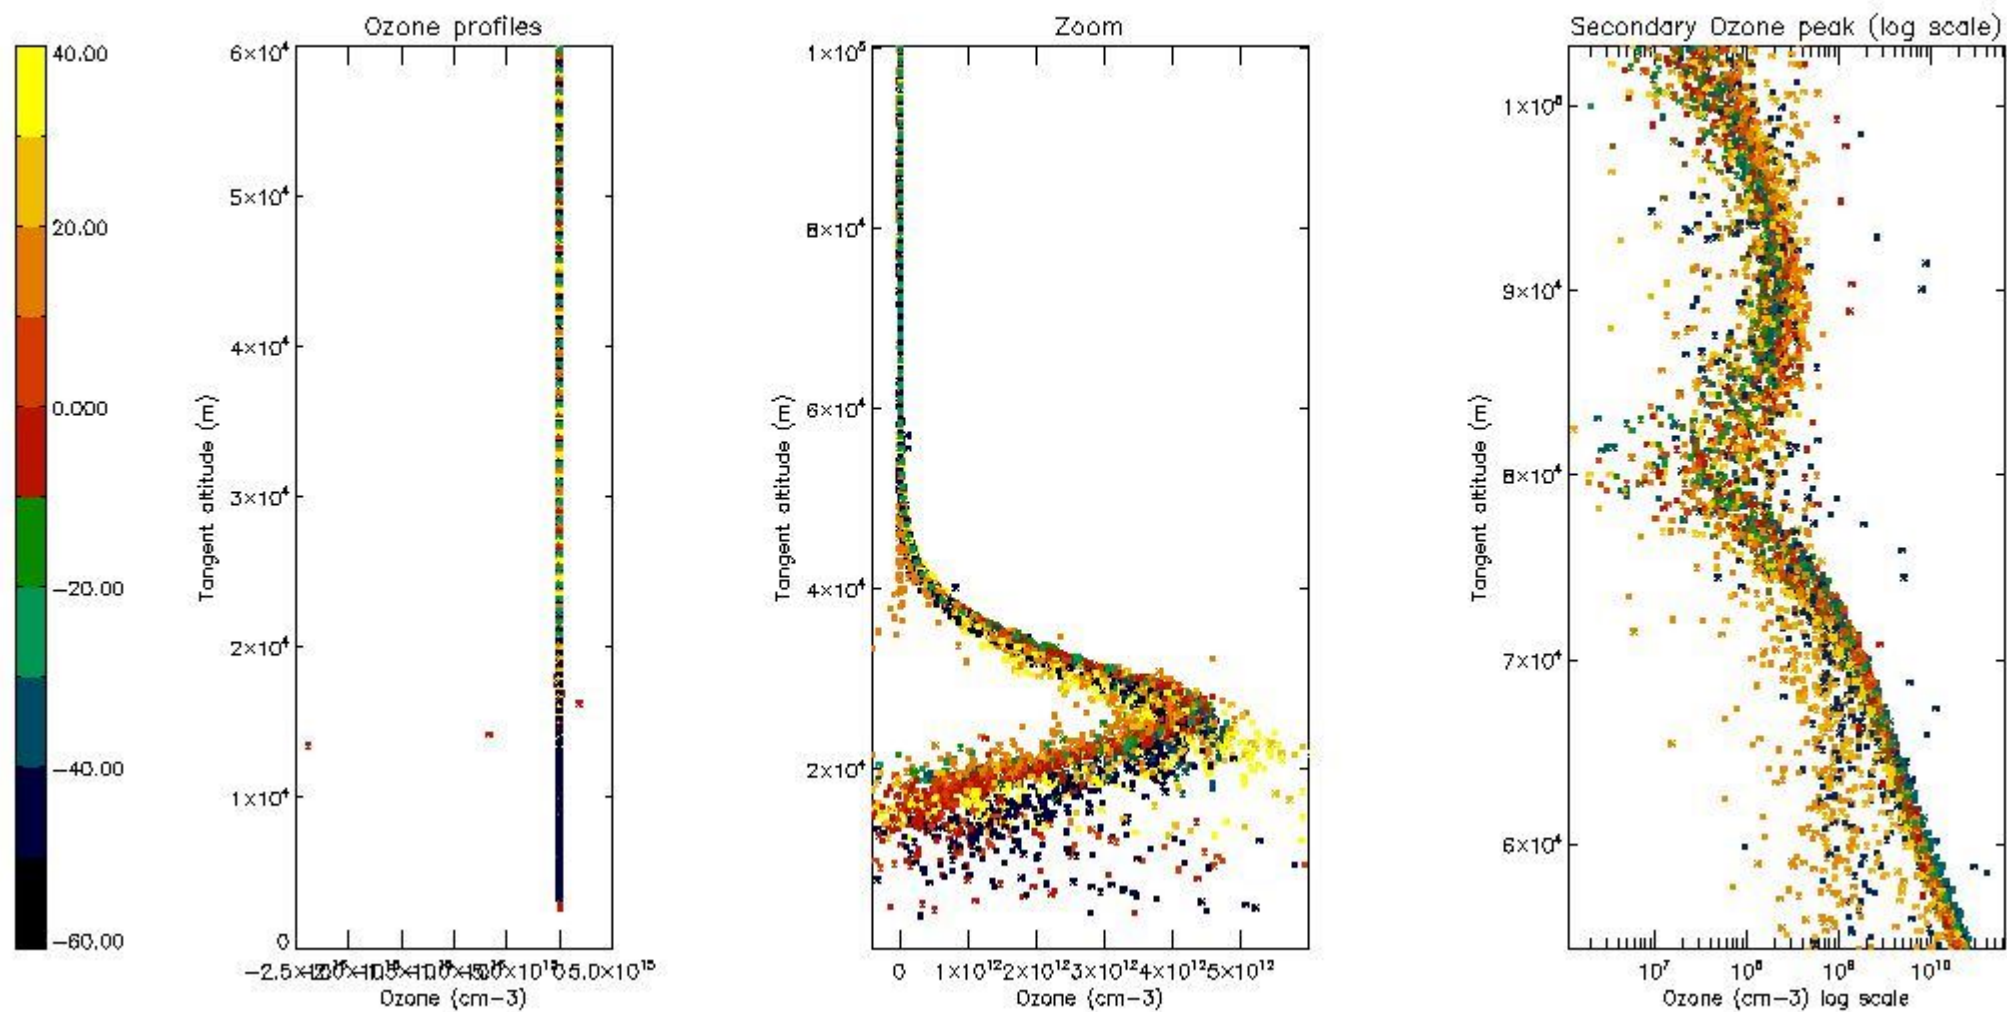 Ozone profiles
Zoom
Secondary Ozone peak (log scale)
40.00
20.00
0.000
−20.00
−40.00
−60.00
6×10⁴
5×10⁴
4×10⁴
3×10⁴
2×10⁴
1×10⁴
0
Tangent altitude (m)
5.0×10¹⁵
Ozone (cm−3)
1×10⁵
8×10⁴
6×10⁴
4×10⁴
2×10⁴
Tangent altitude (m)
0 1×10¹² 2×10¹² 3×10¹² 4×10¹² 5×10¹²
Ozone (cm−3)
9×10⁴
8×10⁴
7×10⁴
6×10⁴
Tangent altitude (m)
10⁷ 10⁸ 10⁹ 10¹⁰
Ozone (cm−3) log scale